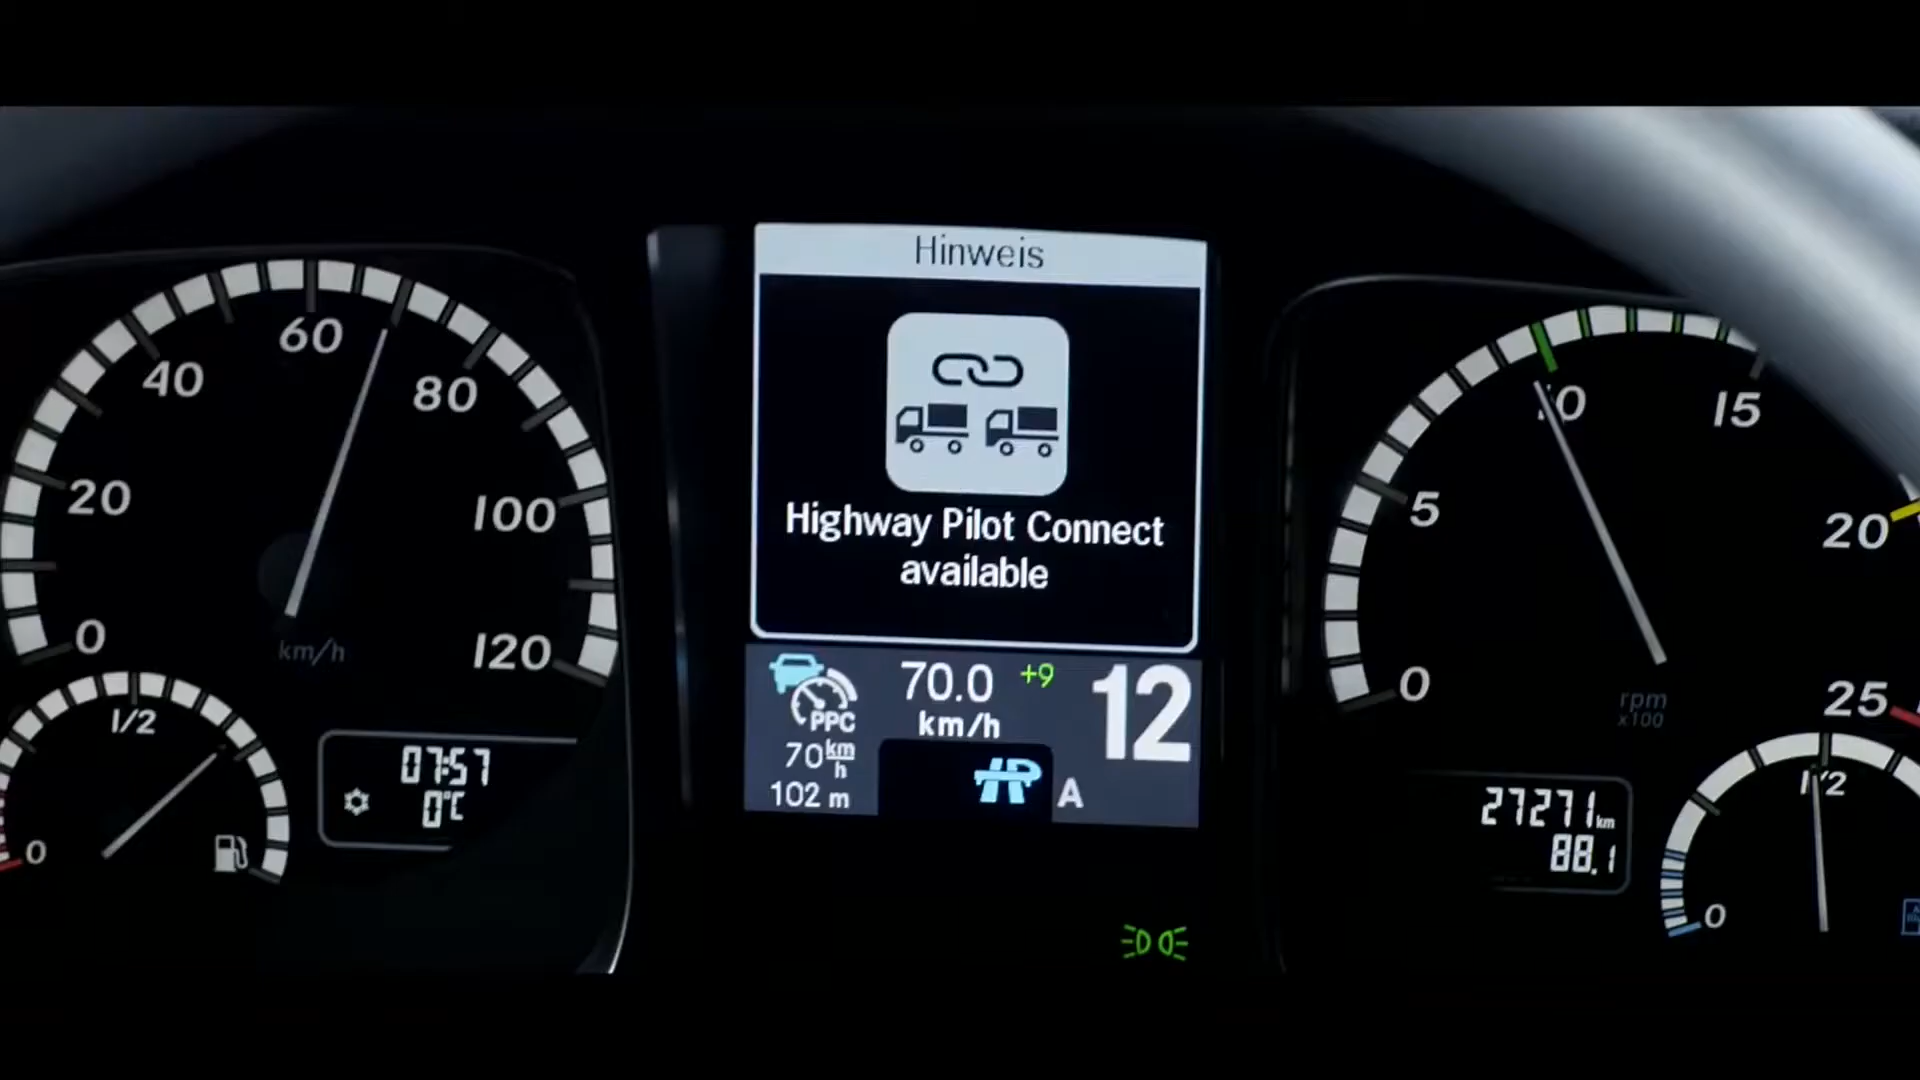 Hinweis
Highway Pilot Connect
available
PPC
70.0
+9
km/h
12
70 km/h
102 m
A
0
20
40
60
80
100
120
km/h
1/2
0
07:57
0°C
0
5
10
15
20
25
rpm
x100
27271 km
88.1
1/2
0